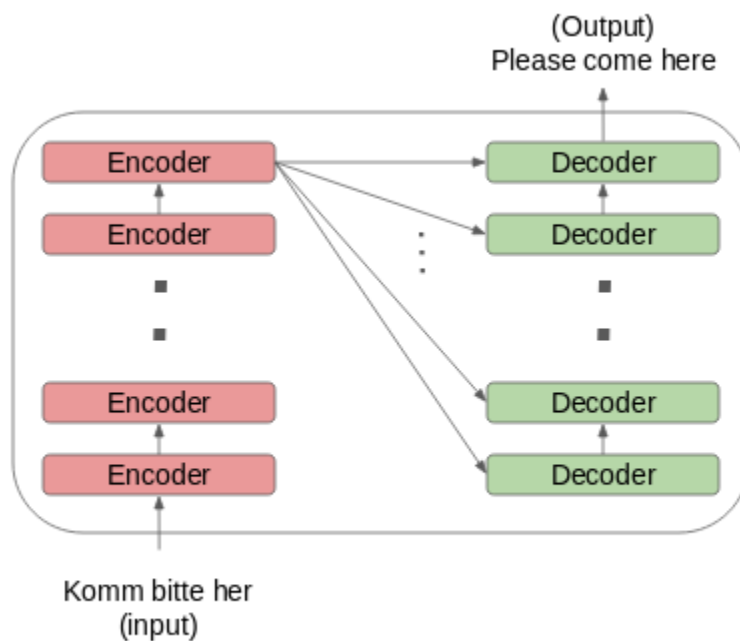 (Output)
Please come here
Encoder
Decoder
Encoder
Decoder
Encoder
Decoder
Encoder
Decoder
Komm bitte her
(input)